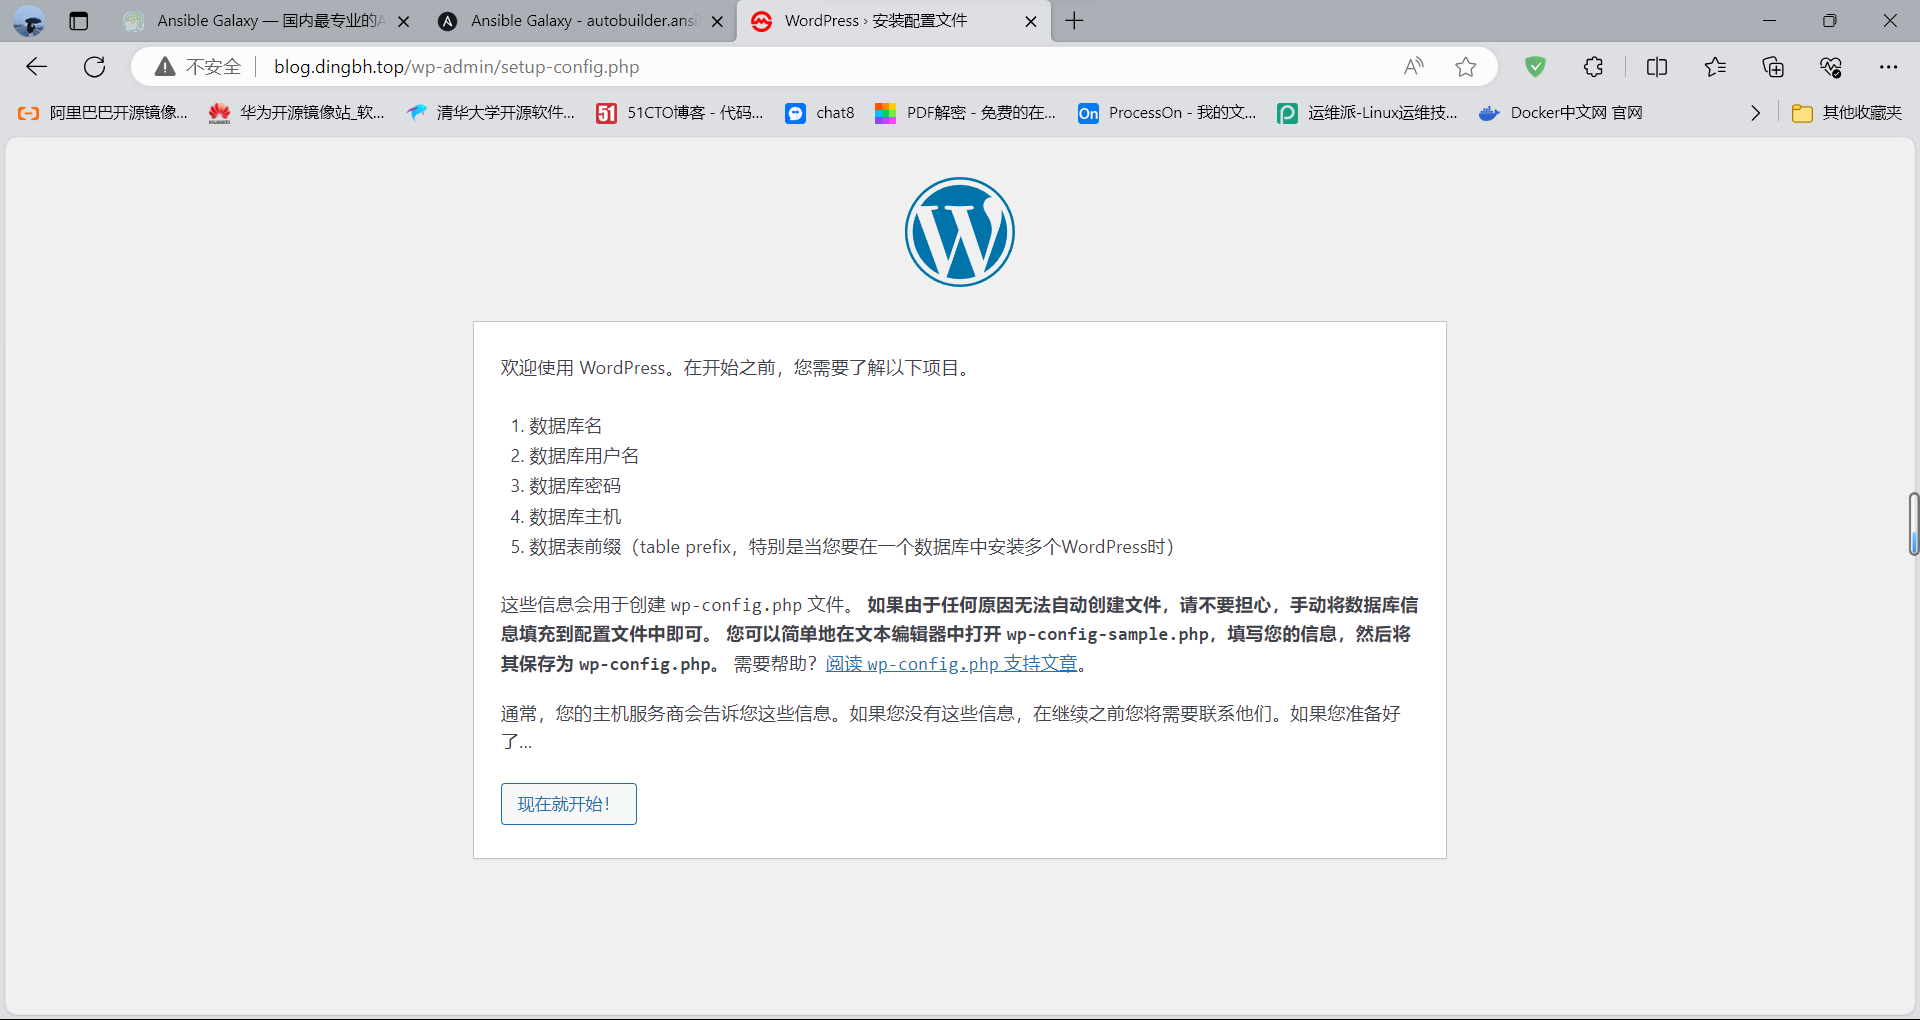 Ansible Galaxy — 国内最专业的A
Ansible Galaxy - autobuilder.ansi
WordPress › 安装配置文件
不安全
blog.dingbh.top/wp-admin/setup-config.php
阿里巴巴开源镜像...
华为开源镜像站_软...
清华大学开源软件...
51CTO博客 - 代码...
chat8
PDF解密 - 免费的在...
ProcessOn - 我的文...
运维派-Linux运维技...
Docker中文网 官网
其他收藏夹
欢迎使用 WordPress。在开始之前，您需要了解以下项目。
1. 数据库名
2. 数据库用户名
3. 数据库密码
4. 数据库主机
5. 数据表前缀（table prefix，特别是当您要在一个数据库中安装多个WordPress时）
这些信息会用于创建 wp-config.php 文件。 如果由于任何原因无法自动创建文件，请不要担心，手动将数据库信
息填充到配置文件中即可。 您可以简单地在文本编辑器中打开 wp-config-sample.php，填写您的信息，然后将
其保存为 wp-config.php。 需要帮助？阅读 wp-config.php 支持文章。
通常，您的主机服务商会告诉您这些信息。如果您没有这些信息，在继续之前您将需要联系他们。如果您准备好
了...
现在就开始！